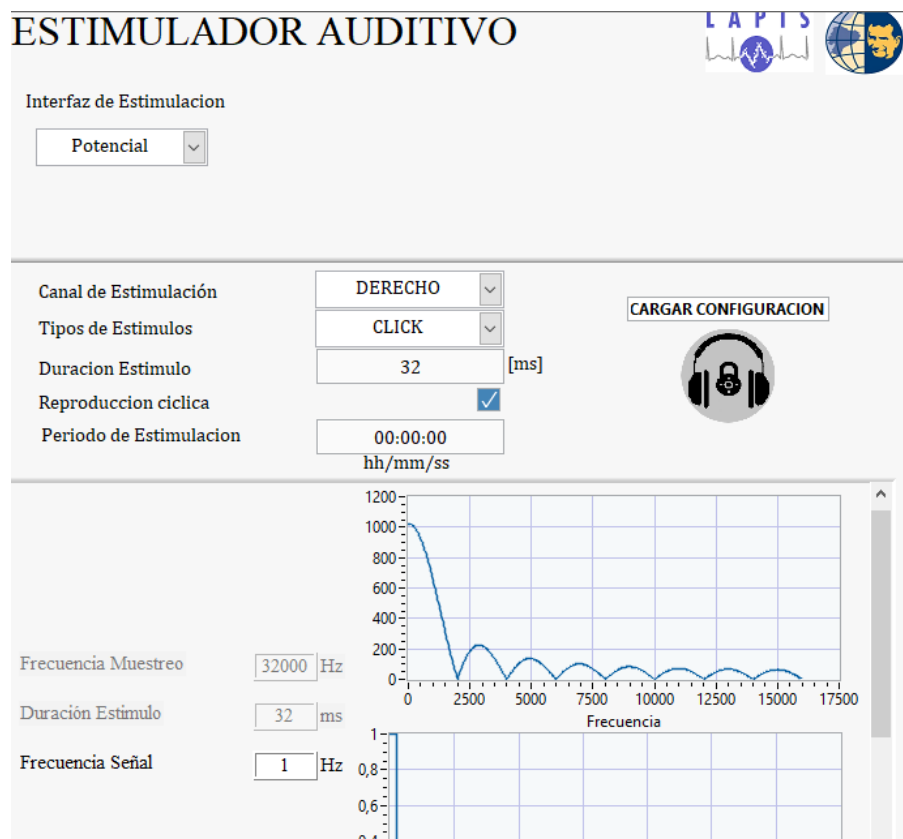 ESTIMULADOR AUDITIVO
LAPIS
Interfaz de Estimulacion
Potencial
Canal de Estimulación
DERECHO
Tipos de Estimulos
CLICK
Duracion Estimulo
32 [ms]
Reproduccion ciclica
Periodo de Estimulacion
00:00:00
hh/mm/ss
CARGAR CONFIGURACION
1200
1000
800
600
400
200
0
0 2500 5000 7500 10000 12500 15000 17500
Frecuencia
Frecuencia Muestreo 32000 Hz
Duración Estimulo 32 ms
Frecuencia Señal 1 Hz
1
0,8
0,6